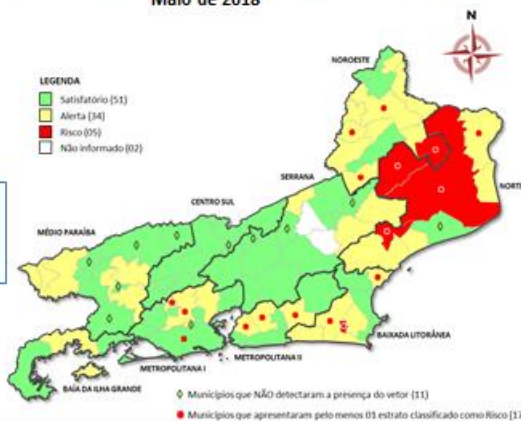 Maio de 2018
N
NOROESTE
LEGENDA
Satisfatório (51)
Alerta (34)
Risco (05)
Não informado (02)
SERRANA
NORTE
CENTRO SUL
MÉDIO PARAÍBA
BAIXADA LITORÂNEA
METROPOLITANA II
METROPOLITANA I
BAÍA DA ILHA GRANDE
Municípios que NÃO detectaram a presença do vetor (11)
Municípios que apresentaram pelo menos 01 estrato classificado como Risco (17